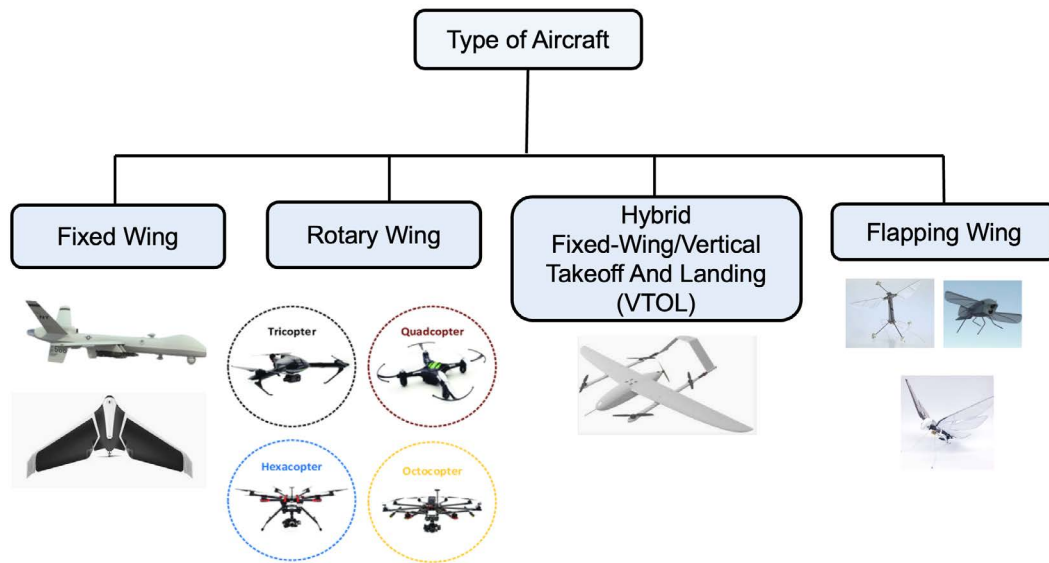 Type of Aircraft
Fixed Wing
Rotary Wing
Hybrid
Fixed-Wing/Vertical
Takeoff And Landing
(VTOL)
Flapping Wing
Tricopter
Quadcopter
Hexacopter
Octocopter